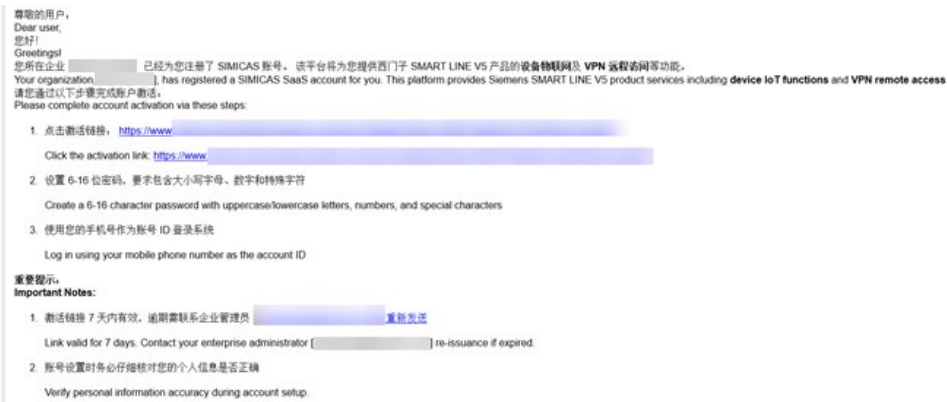 尊敬的用户，
Dear user,
您好！
Greetings!
您所在企业 已经为您注册了 SIMICAS 账号。 该平台将为您提供西门子 SMART LINE V5 产品的设备物联网及 VPN 远程访问等功能。
Your organization, ], has registered a SIMICAS SaaS account for you. This platform provides Siemens SMART LINE V5 product services including device IoT functions and VPN remote access
请您通过以下步骤完成账户激活：
Please complete account activation via these steps:
1. 点击激活链接： https://www
Click the activation link: https://www.
2. 设置 6-16 位密码，要求包含大小写字母、数字和特殊字符
Create a 6-16 character password with uppercase/lowercase letters, numbers, and special characters
3. 使用您的手机号作为账号 ID 登录系统
Log in using your mobile phone number as the account ID
重要提示：
Important Notes:
1. 激活链接 7 天内有效，逾期需联系企业管理员 重新发送
Link valid for 7 days. Contact your enterprise administrator [ ] re-issuance if expired.
2. 账号设置时务必仔细核对您的个人信息是否正确
Verify personal information accuracy during account setup.